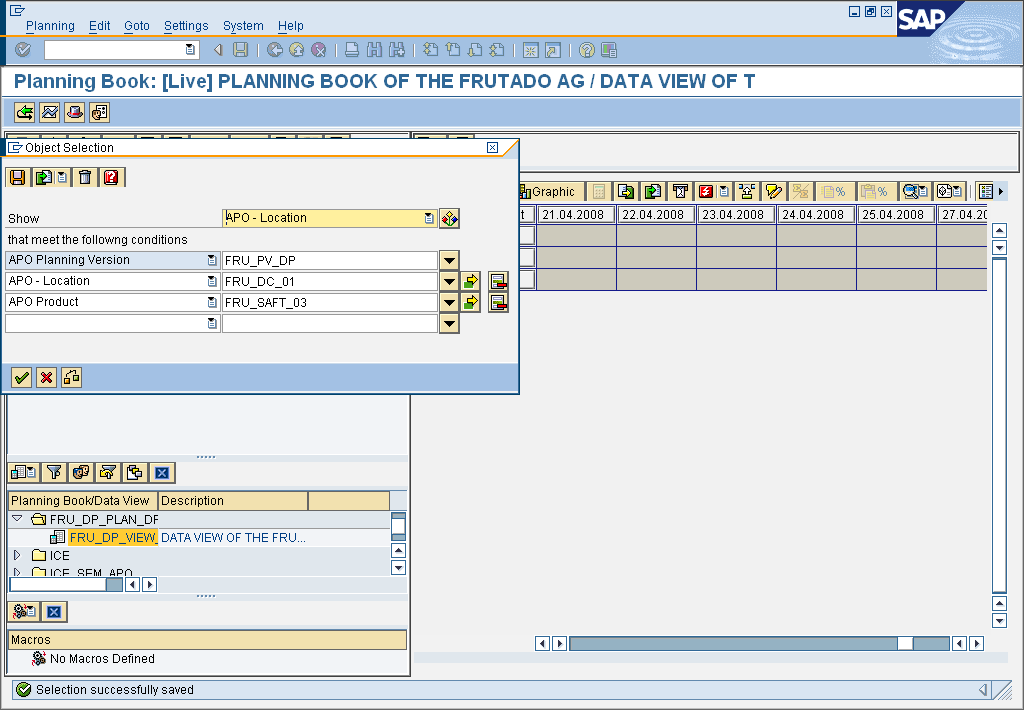 Planning Edit Goto Settings System Help
SAP
Planning Book: [Live] PLANNING BOOK OF THE FRUTADO AG / DATA VIEW OF T
Object Selection
Show APO - Location
that meet the followng conditions
APO Planning Version FRU_PV_DP
APO - Location FRU_DC_01
APO Product FRU_SAFT_03
Graphic
t 21.04.2008 22.04.2008 23.04.2008 24.04.2008 25.04.2008 27.04.20
Planning Book/Data View Description
FRU_DP_PLAN_DP
FRU_DP_VIEW_ DATA VIEW OF THE FRU...
ICE
ICE_SEM_APO
Macros
No Macros Defined
Selection successfully saved